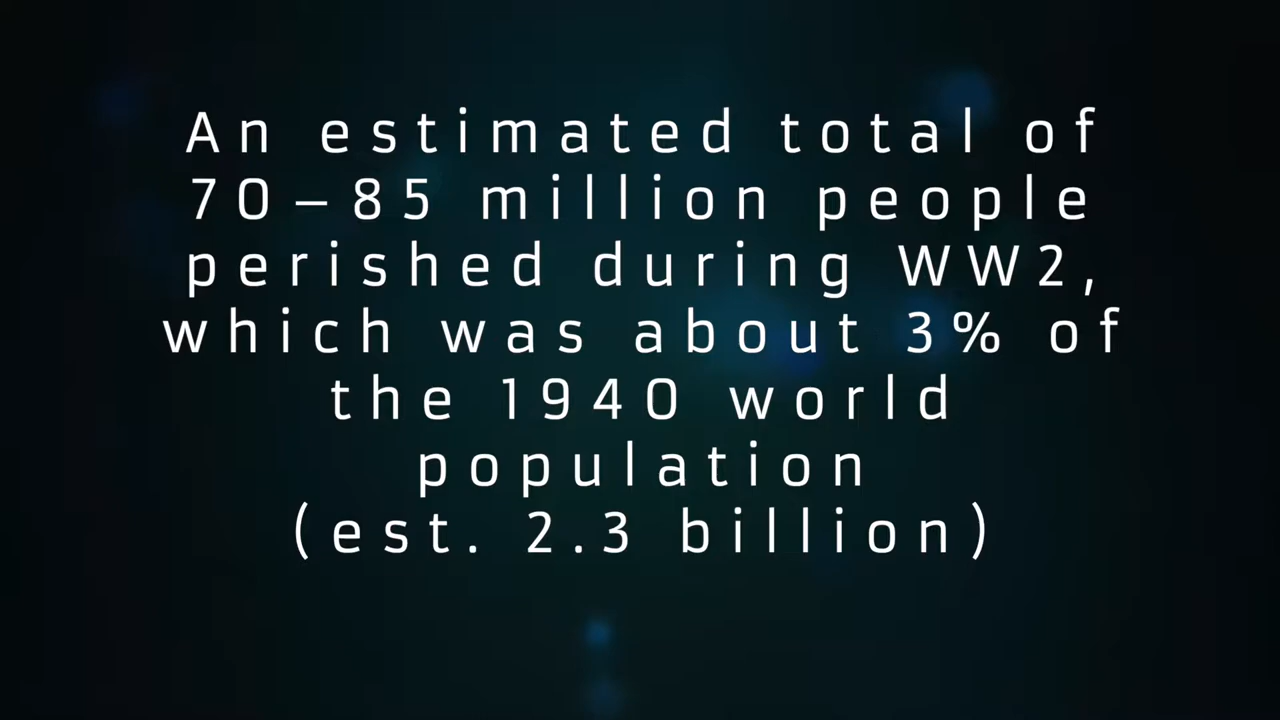 An estimated total of
70–85 million people
perished during WW2,
which was about 3% of
the 1940 world
population
(est. 2.3 billion)